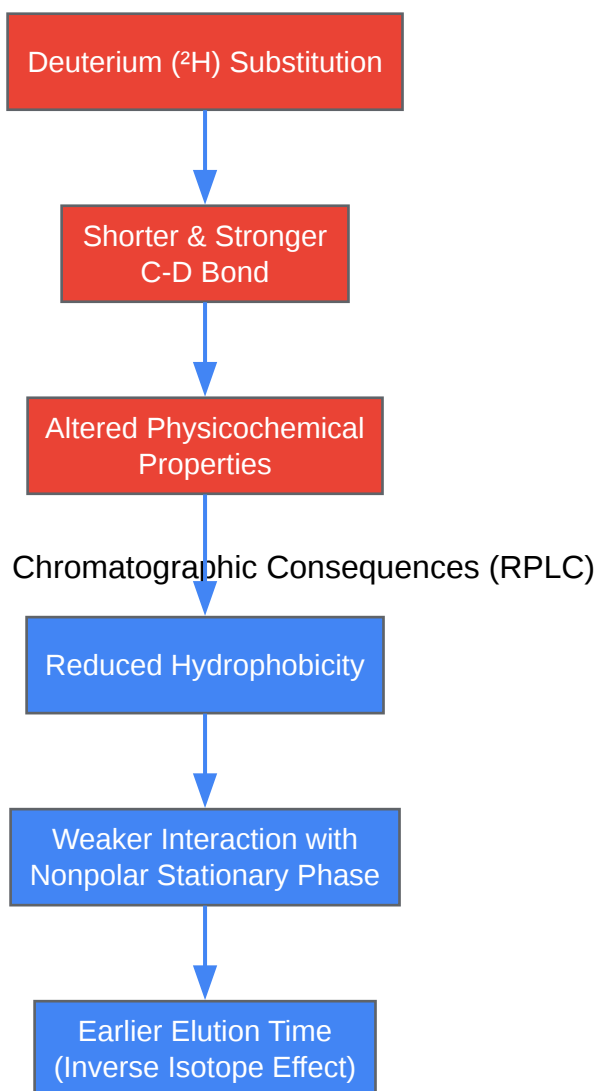 Deuterium (²H) Substitution
Shorter & Stronger
C-D Bond
Altered Physicochemical
Properties
Chromatographic Consequences (RPLC)
Reduced Hydrophobicity
Weaker Interaction with
Nonpolar Stationary Phase
Earlier Elution Time
(Inverse Isotope Effect)